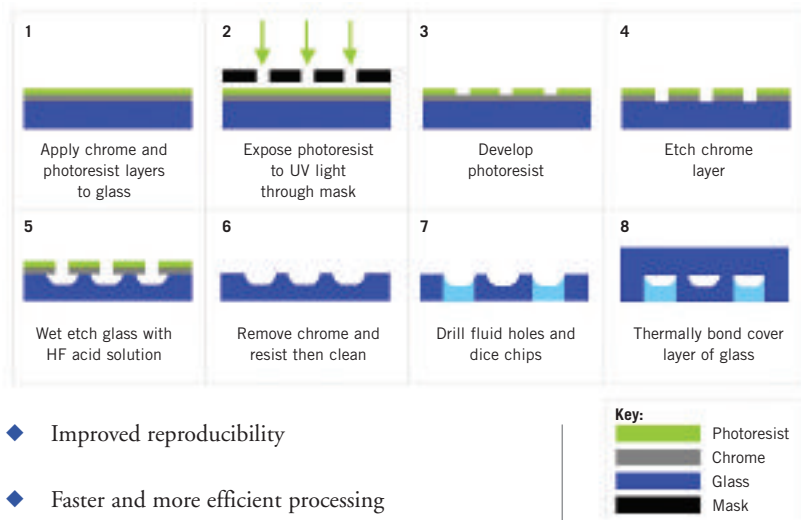 1
Apply chrome and
photoresist layers
to glass
2
Expose photoresist
to UV light
through mask
3
Develop
photoresist
4
Etch chrome
layer
5
Wet etch glass with
HF acid solution
6
Remove chrome and
resist then clean
7
Drill fluid holes and
dice chips
8
Thermally bond cover
layer of glass
◆ Improved reproducibility
◆ Faster and more efficient processing
Key:
Photoresist
Chrome
Glass
Mask